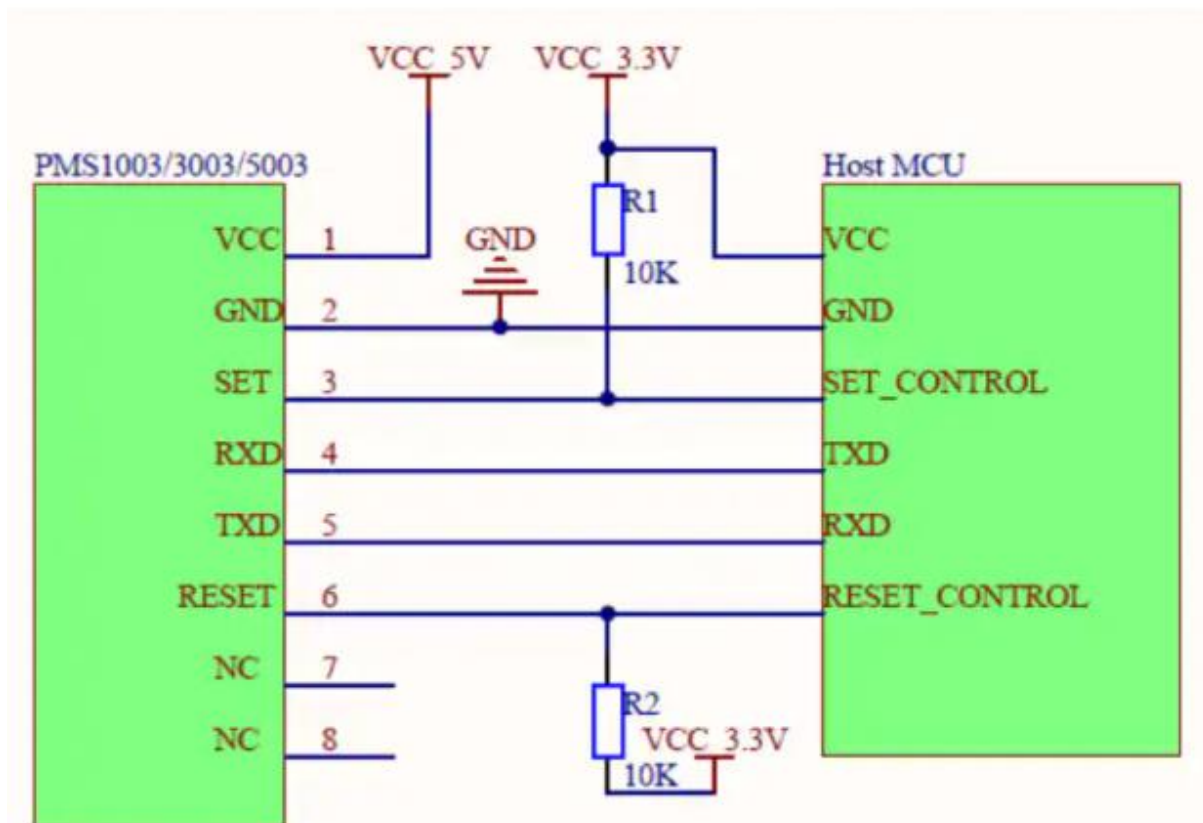 VCC_5V VCC_3.3V
PMS1003/3003/5003 Host MCU
R1
VCC 1 GND VCC
10K
GND 2 GND
SET 3 SET_CONTROL
RXD 4 TXD
TXD 5 RXD
RESET 6 RESET_CONTROL
NC 7
R2
NC 8 VCC_3.3V
10K